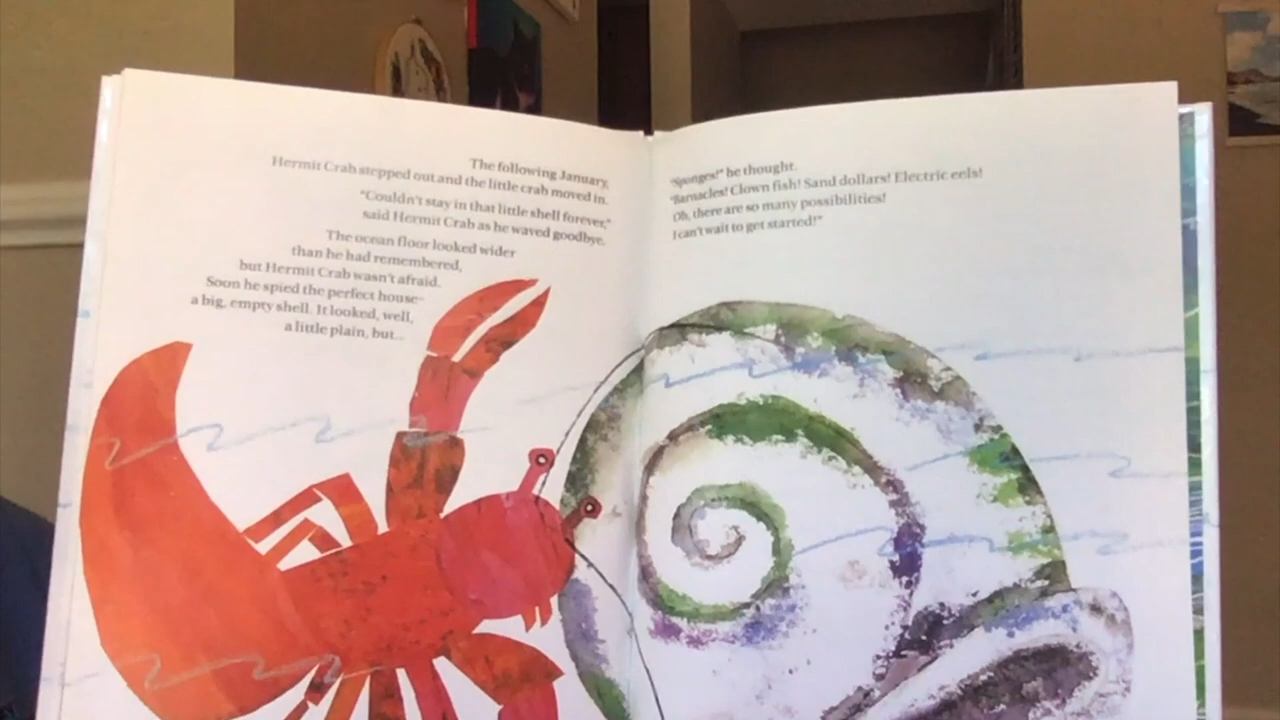 The following January,
Hermit Crab stepped out and the little crab moved in.
"Couldn't stay in that little shell forever,"
said Hermit Crab as he waved goodbye.
The ocean floor looked wider
than he had remembered,
but Hermit Crab wasn't afraid.
Soon he spied the perfect house–
a big, empty shell. It looked, well,
a little plain, but...
"Sponges!" he thought.
"Barnacles! Clown fish! Sand dollars! Electric eels!
Oh, there are so many possibilities!
I can't wait to get started!"